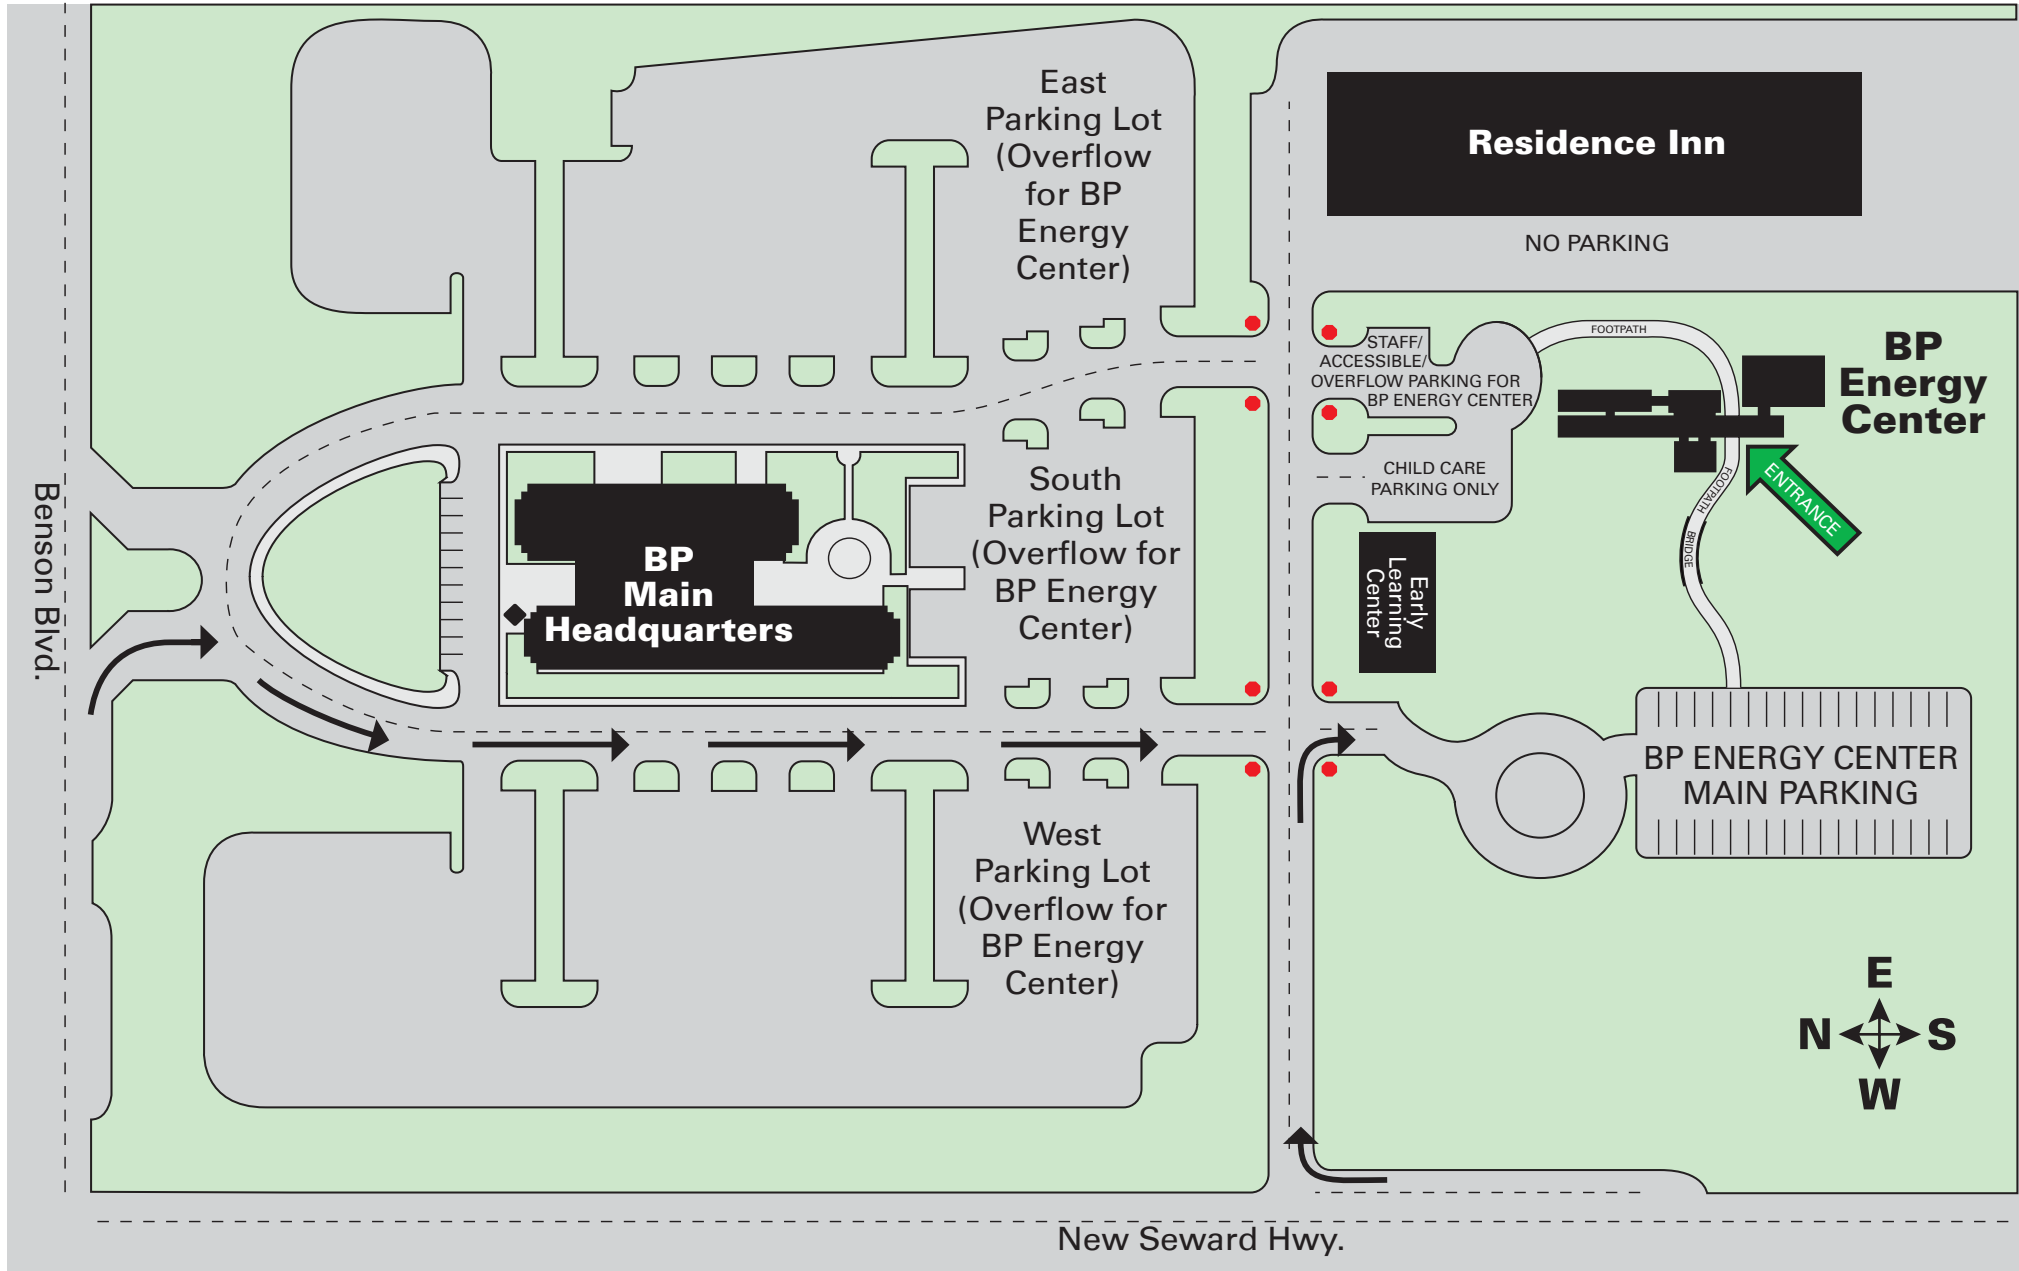 East
Parking Lot
(Overflow
for BP
Energy
Center)
Residence Inn
NO PARKING
FOOTPATH
STAFF/
ACCESSIBLE/
OVERFLOW PARKING FOR
BP ENERGY CENTER
BP
Energy
Center
CHILD CARE
PARKING ONLY
ENTRANCE
FOOTPATH
BRIDGE
Benson Blvd.
BP
Main
Headquarters
South
Parking Lot
(Overflow for
BP Energy
Center)
Early
Learning
Center
BP ENERGY CENTER
MAIN PARKING
West
Parking Lot
(Overflow for
BP Energy
Center)
E
N S
W
New Seward Hwy.